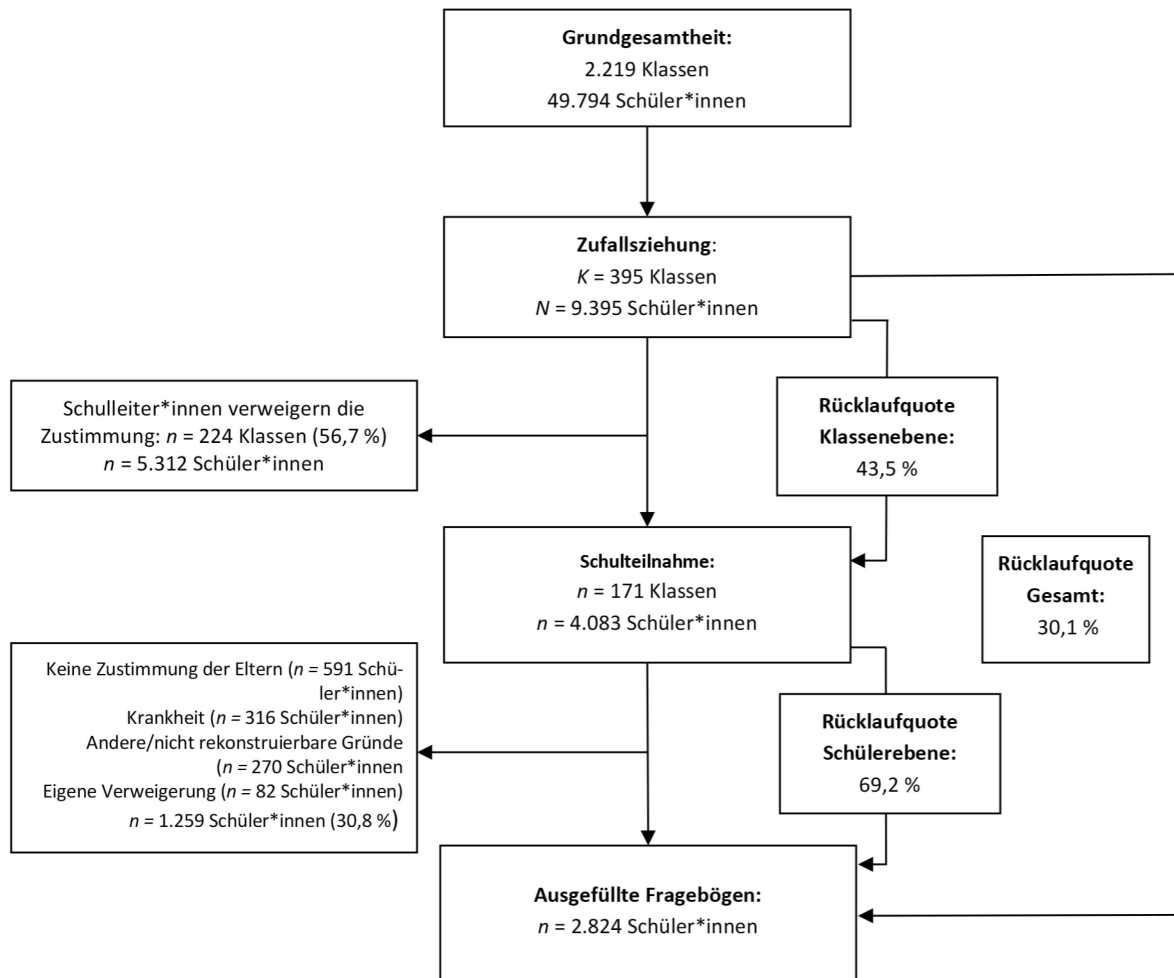 Grundgesamtheit:
2.219 Klassen
49.794 Schüler*innen
Zufallsziehung:
K = 395 Klassen
N = 9.395 Schüler*innen
Schulleiter*innen verweigern die
Zustimmung: n = 224 Klassen (56,7 %)
n = 5.312 Schüler*innen
Rücklaufquote
Klassenebene:
43,5 %
Schulteilnahme:
n = 171 Klassen
n = 4.083 Schüler*innen
Rücklaufquote
Gesamt:
30,1 %
Keine Zustimmung der Eltern (n = 591 Schü-
ler*innen)
Krankheit (n = 316 Schüler*innen)
Andere/nicht rekonstruierbare Gründe
(n = 270 Schüler*innen
Eigene Verweigerung (n = 82 Schüler*innen)
n = 1.259 Schüler*innen (30,8 %)
Rücklaufquote
Schülerebene:
69,2 %
Ausgefüllte Fragebögen:
n = 2.824 Schüler*innen